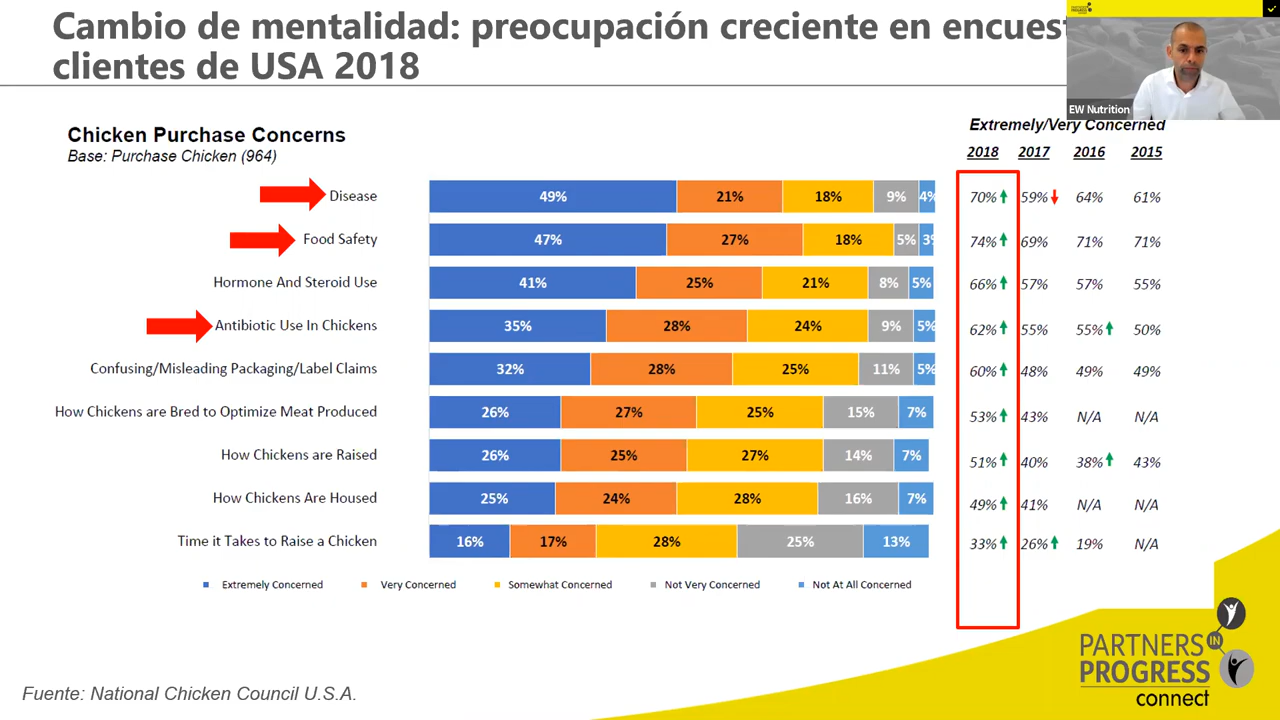 Cambio de mentalidad: preocupación creciente en
clientes de USA 2018
EW Nutrition
Chicken Purchase Concerns
Base: Purchase Chicken (964)
Extremely/Very Concerned
2018 2017 2016 2015
Disease 49% 21% 18% 9% 4% 70% 59% 64% 61%
Food Safety 47% 27% 18% 5% 74% 69% 71% 71%
Hormone And Steroid Use 41% 25% 21% 8% 5% 66% 57% 57% 55%
Antibiotic Use In Chickens 35% 28% 24% 9% 5% 62% 55% 55% 50%
Confusing/Misleading Packaging/Label Claims 32% 28% 25% 11% 5% 60% 48% 49% 49%
How Chickens are Bred to Optimize Meat Produced 26% 27% 25% 15% 7% 53% 43% N/A N/A
How Chickens are Raised 26% 25% 27% 14% 7% 51% 40% 38% 43%
How Chickens Are Housed 25% 24% 28% 16% 7% 49% 41% N/A N/A
Time it Takes to Raise a Chicken 16% 17% 28% 25% 13% 33% 26% 19% N/A
Extremely Concerned Very Concerned Somewhat Concerned Not Very Concerned Not At All Concerned
PARTNERS
IN
PROGRESS
connect
Fuente: National Chicken Council U.S.A.